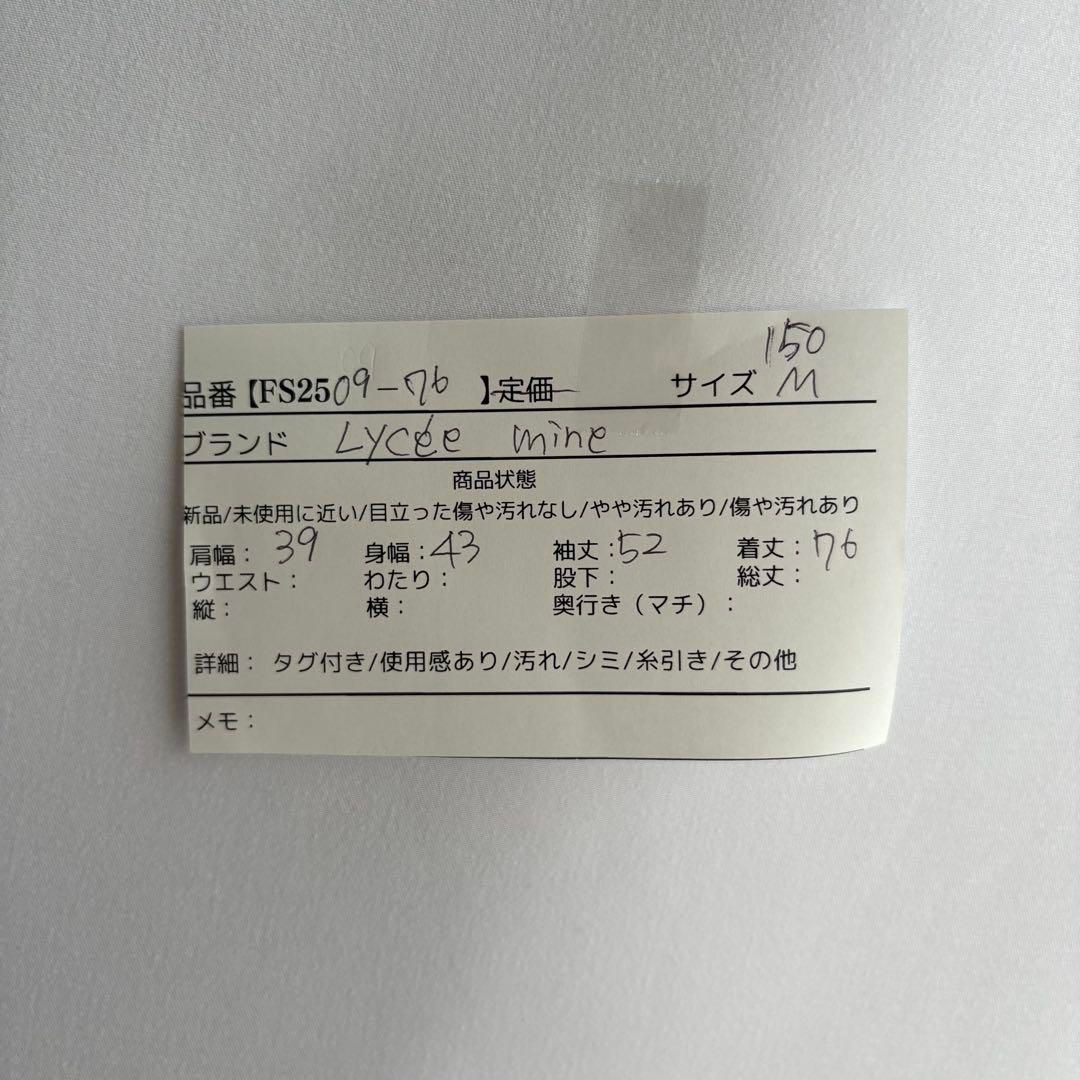 150
品番【FS2509-76 】定価 サイズ M
ブランド Lycée mine
商品状態
新品/未使用に近い/目立った傷や汚れなし/やや汚れあり/傷や汚れあり
肩幅: 39 身幅:43 袖丈:52 着丈:76
ウエスト: わたり: 股下: 総丈:
縦: 横: 奥行き（マチ）:
詳細: タグ付き/使用感あり/汚れ/シミ/糸引き/その他
メモ: